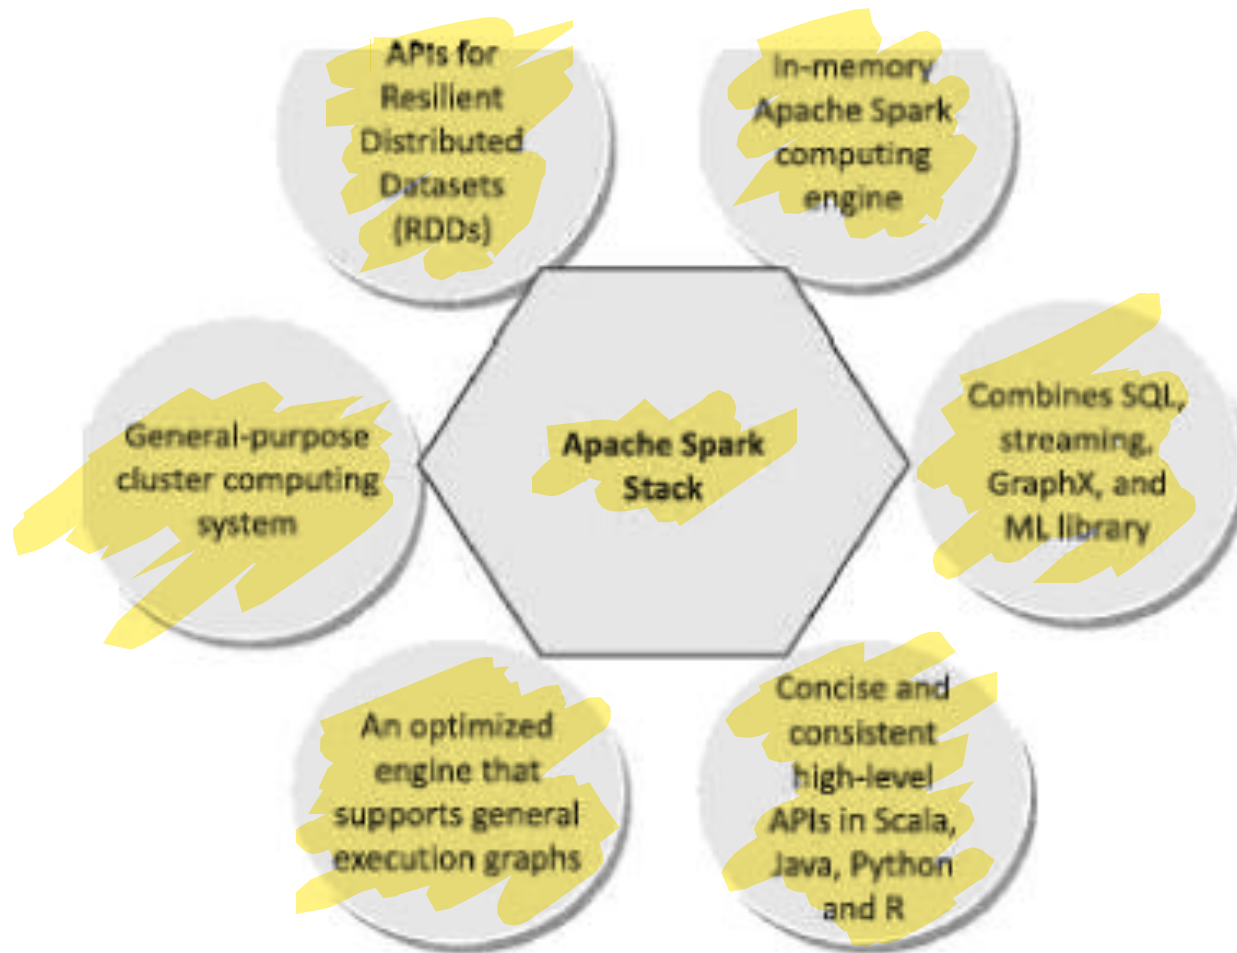 APIs for
Resilient
Distributed
Datasets
(RDDs)
In-memory
Apache Spark
computing
engine
General-purpose
cluster computing
system
Apache Spark
Stack
Combines SQL,
streaming,
GraphX, and
ML library
An optimized
engine that
supports general
execution graphs
Concise and
consistent
high-level
APIs in Scala,
Java, Python
and R